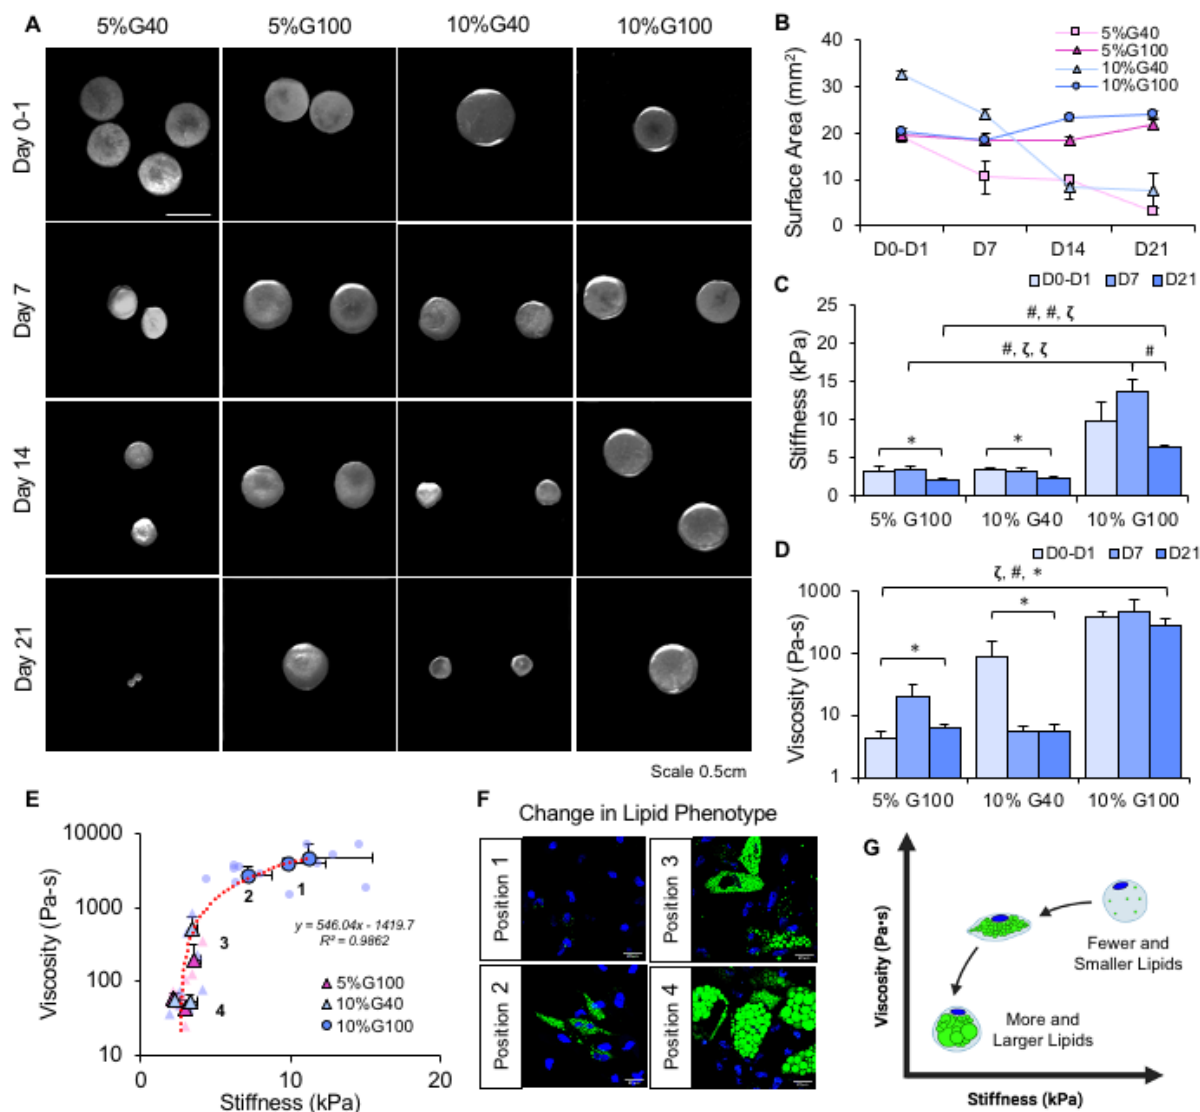 A
5%G40
5%G100
10%G40
10%G100
Day 0-1
Day 7
Day 14
Day 21
Scale 0.5cm
B
5%G40
5%G100
10%G40
10%G100
Surface Area (mm²)
40
30
20
10
0
D0-D1
D7
D14
D21
C
D0-D1 D7 D21
#, #, ζ
#, ζ, ζ
#
*
*
Stiffness (kPa)
25
20
15
10
5
0
5% G100
10% G40
10% G100
D
D0-D1 D7 D21
ζ, #, *
*
*
Viscosity (Pa-s)
1000
100
10
1
5% G100
10% G40
10% G100
E
Viscosity (Pa-s)
10000
1000
100
10
2
1
3
4
y = 546.04x - 1419.7
R² = 0.9862
5%G100
10%G40
10%G100
0
10
20
Stiffness (kPa)
F
Change in Lipid Phenotype
Position 1
Position 3
Position 2
Position 4
G
Viscosity (Pa•s)
Fewer and
Smaller Lipids
More and
Larger Lipids
Stiffness (kPa)